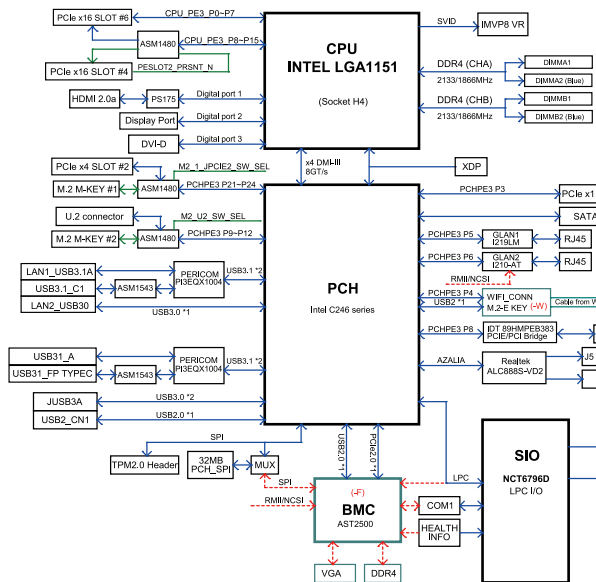 PCIe x16 SLOT #6
CPU_PE3_P0~P7
ASM1480
CPU_PE3_P8~P15
PCIe x16 SLOT #4
PESLOT2_PRSNT_N
HDMI 2.0a
PS175
Digital port 1
Display Port
Digital port 2
DVI-D
Digital port 3
CPU
INTEL LGA1151
(Socket H4)
SVID
IMVP8 VR
DDR4 (CHA)
2133/1866MHz
DIMMA1
DIMMA2 (Blue)
DDR4 (CHB)
2133/1866MHz
DIMMB1
DIMMB2 (Blue)
x4 DMI-III
8GT/s
XDP
PCIe x4 SLOT #2
M2_1_JPCIE2_SW_SEL
M.2 M-KEY #1
ASM1480
PCHPE3 P21~P24
U.2 connector
M2_U2_SW_SEL
M.2 M-KEY #2
ASM1480
PCHPE3 P9~P12
LAN1_USB3.1A
USB3.1_C1
ASM1543
LAN2_USB30
PERICOM
PI3EQX1004
USB3.1 *2
USB3.0 *1
USB31_A
USB31_FP TYPEC
ASM1543
PERICOM
PI3EQX1004
USB3.1 *2
JUSB3A
USB3.0 *2
USB2_CN1
USB2.0 *1
PCH
Intel C246 series
PCHPE3 P3
PCIe x1
SATA
PCHPE3 P5
GLAN1
I219LM
RJ45
PCHPE3 P6
GLAN2
I210-AT
RJ45
RMII/NCSI
PCHPE3 P4
USB2 *1
WIFI_CONN
M.2-E KEY (-W)
Cable from W
PCHPE3 P8
IDT 89HMPEB383
PCIE/PCI Bridge
AZALIA
Realtek
ALC888S-VD2
J5
SPI
TPM2.0 Header
32MB
PCH_SPI
MUX
SPI
RMII/NCSI
USB2.0 *1
PCIe2.0 *1
(-F)
BMC
AST2500
VGA
DDR4
LPC
COM1
HEALTH
INFO
SIO
NCT6796D
LPC I/O